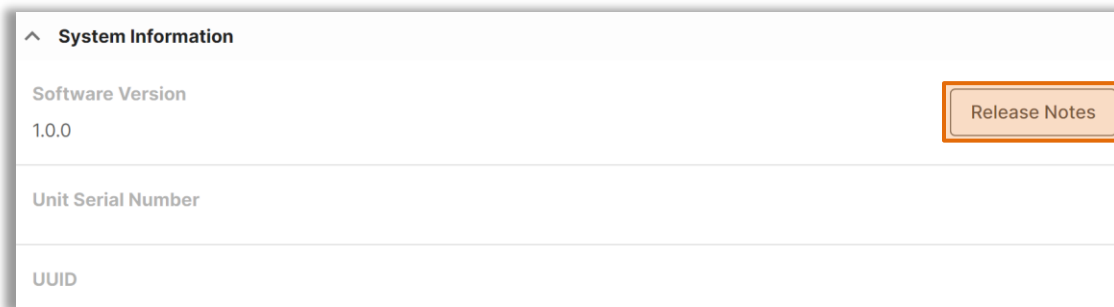 System Information
Software Version
1.0.0
Release Notes
Unit Serial Number
UUID